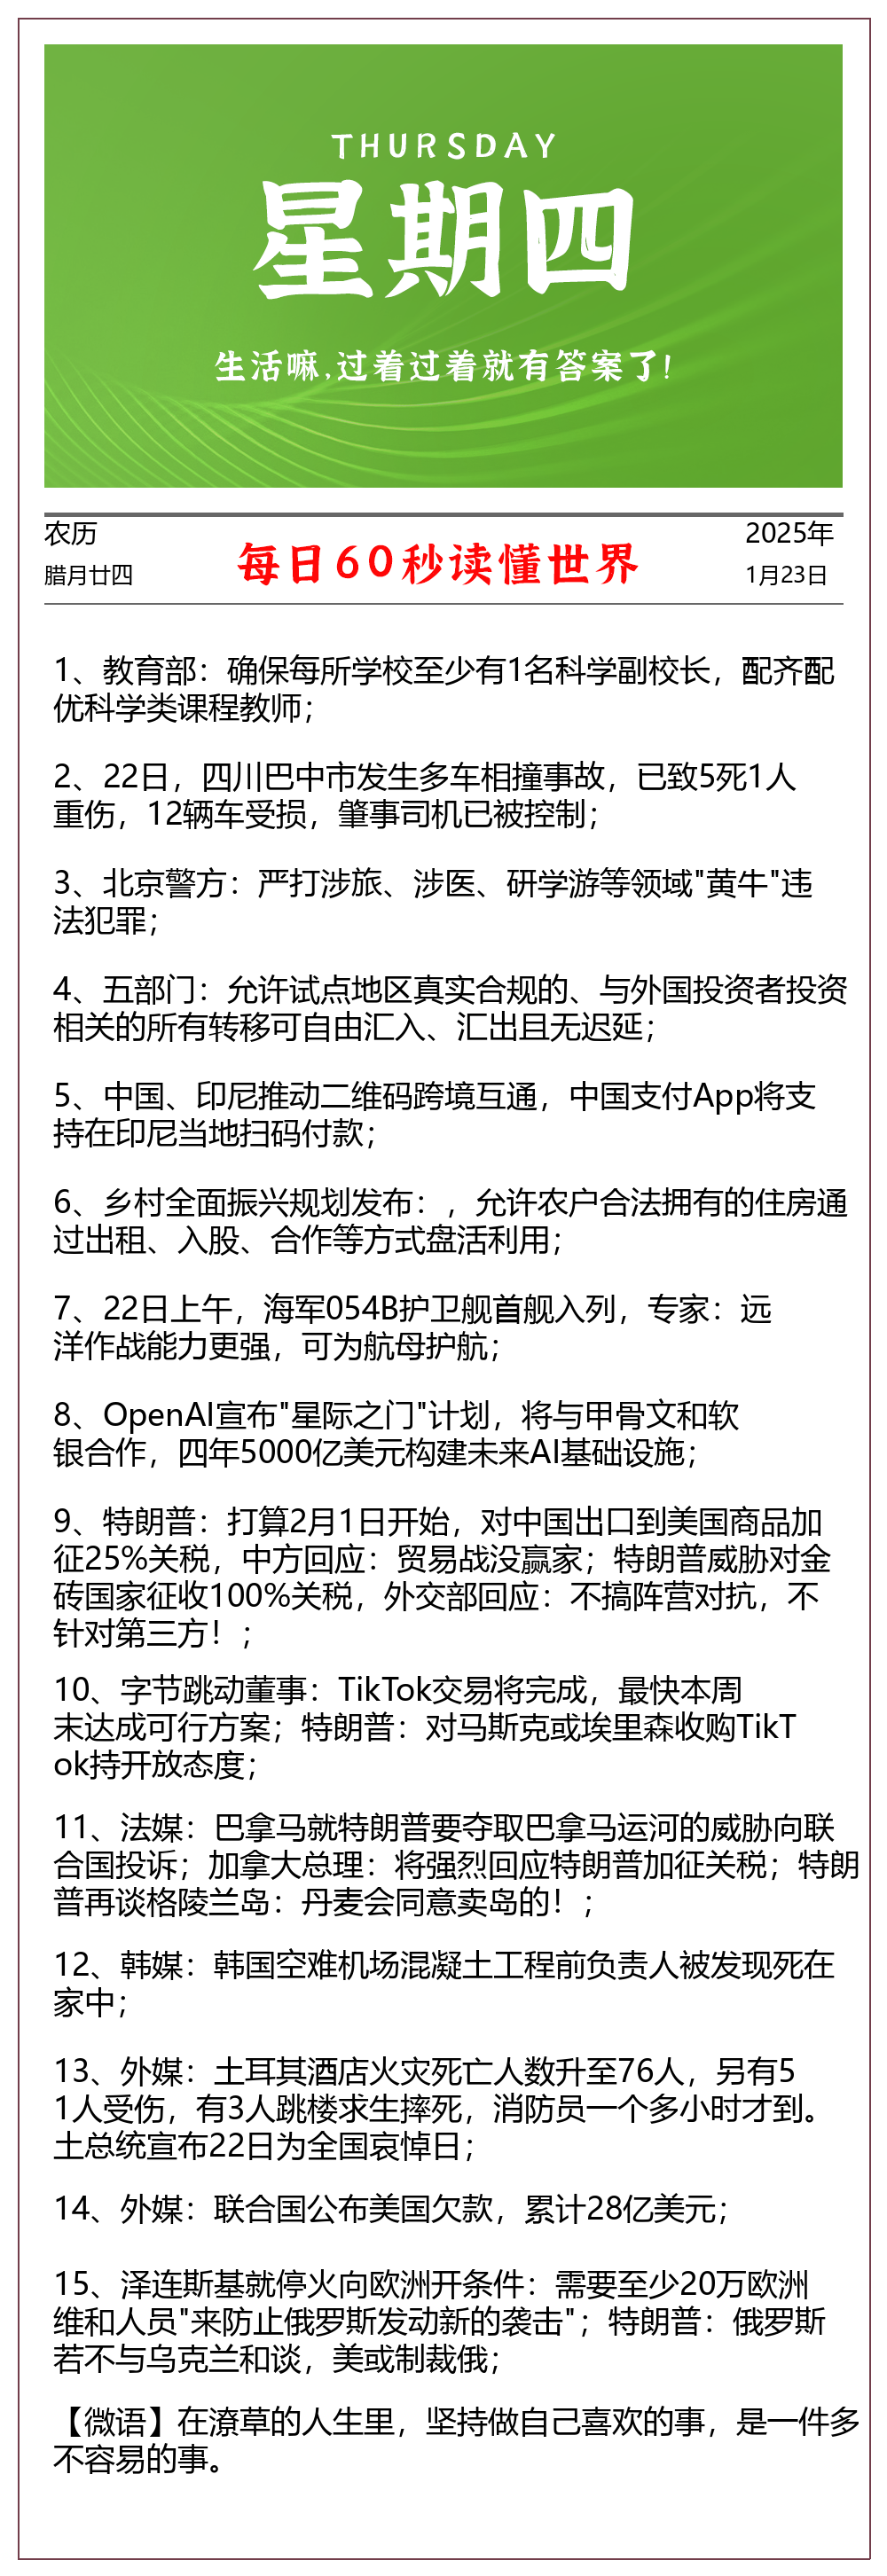 THURSDAY
星期四
生活嘛,过着过着就有答案了!
农历
腊月廿四
每日60秒读懂世界
2025年
1月23日
1、教育部：确保每所学校至少有1名科学副校长，配齐配
优科学类课程教师；
2、22日，四川巴中市发生多车相撞事故，已致5死1人
重伤，12辆车受损，肇事司机已被控制；
3、北京警方：严打涉旅、涉医、研学游等领域"黄牛"违
法犯罪；
4、五部门：允许试点地区真实合规的、与外国投资者投资
相关的所有转移可自由汇入、汇出且无迟延；
5、中国、印尼推动二维码跨境互通，中国支付App将支
持在印尼当地扫码付款；
6、乡村全面振兴规划发布：，允许农户合法拥有的住房通
过出租、入股、合作等方式盘活利用；
7、22日上午，海军054B护卫舰首舰入列，专家：远
洋作战能力更强，可为航母护航；
8、OpenAI宣布"星际之门"计划，将与甲骨文和软
银合作，四年5000亿美元构建未来AI基础设施；
9、特朗普：打算2月1日开始，对中国出口到美国商品加
征25%关税，中方回应：贸易战没赢家；特朗普威胁对金
砖国家征收100%关税，外交部回应：不搞阵营对抗，不
针对第三方！；
10、字节跳动董事：TikTok交易将完成，最快本周
末达成可行方案；特朗普：对马斯克或埃里森收购TikT
ok持开放态度；
11、法媒：巴拿马就特朗普要夺取巴拿马运河的威胁向联
合国投诉；加拿大总理：将强烈回应特朗普加征关税；特朗
普再谈格陵兰岛：丹麦会同意卖岛的！；
12、韩媒：韩国空难机场混凝土工程前负责人被发现死在
家中；
13、外媒：土耳其酒店火灾死亡人数升至76人，另有5
1人受伤，有3人跳楼求生摔死，消防员一个多小时才到。
土总统宣布22日为全国哀悼日；
14、外媒：联合国公布美国欠款，累计28亿美元；
15、泽连斯基就停火向欧洲开条件：需要至少20万欧洲
维和人员"来防止俄罗斯发动新的袭击"；特朗普：俄罗斯
若不与乌克兰和谈，美或制裁俄；
【微语】在潦草的人生里，坚持做自己喜欢的事，是一件多
不容易的事。